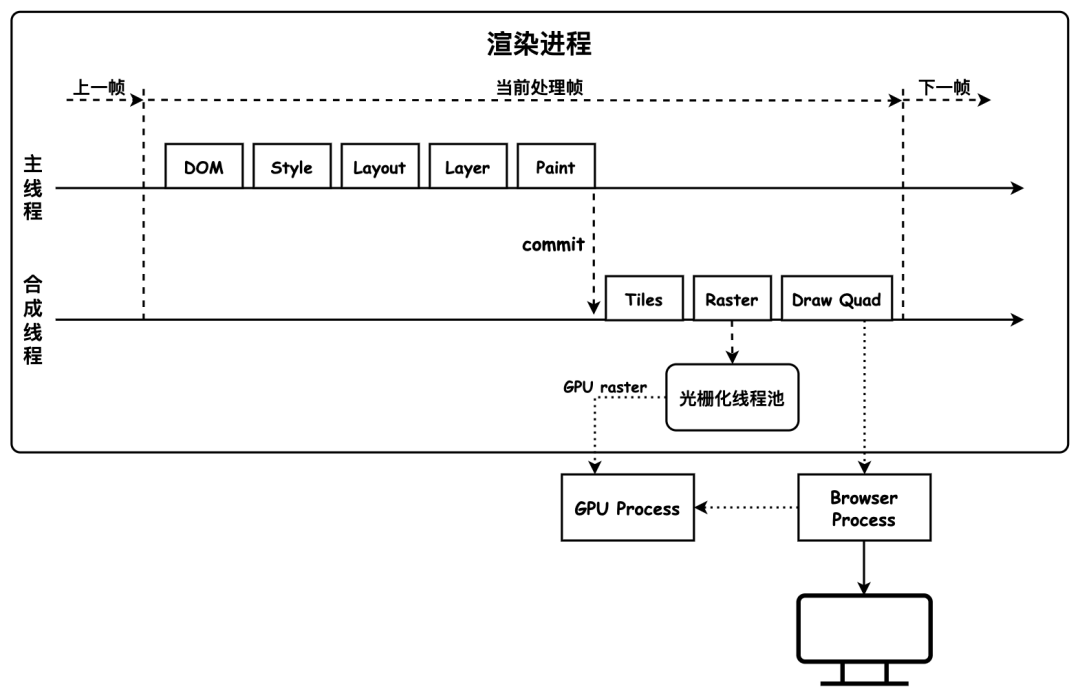 渲染进程
上一帧
当前处理帧
下一帧
主线程
DOM
Style
Layout
Layer
Paint
commit
合成线程
Tiles
Raster
Draw Quad
GPU raster
光栅化线程池
GPU Process
Browser
Process